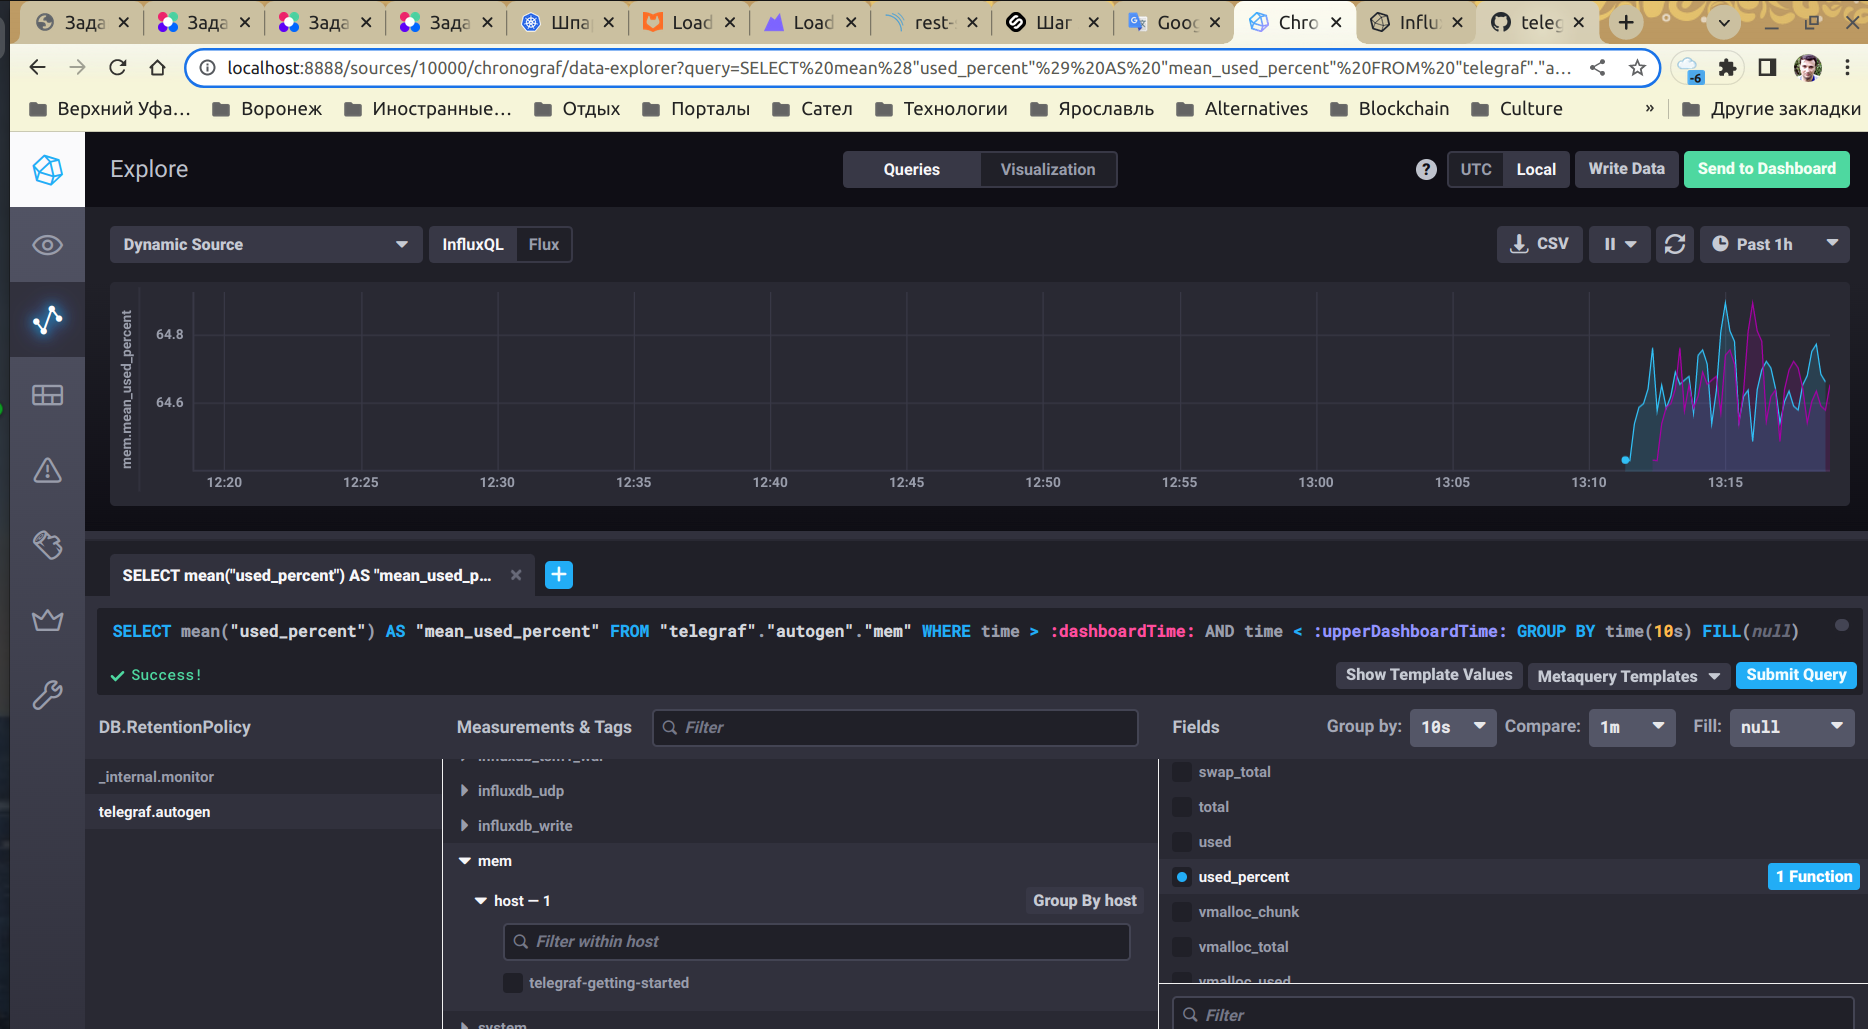 Зада
Зада
Зада
Зада
Шпа
Load
Load
rest-
Шаг
Goog
Chro
Influ
teleg
localhost:8888/sources/10000/chronograf/data-explorer?query=SELECT%20mean%28"used_percent"%29%20AS%20"mean_used_percent"%20FROM%20"telegraf"."a...
-6
Верхний Уфа...
Воронеж
Иностранные...
Отдых
Порталы
Сател
Технологии
Ярославль
Alternatives
Blockchain
Culture
»
Другие закладки
Explore
Queries
Visualization
?
UTC
Local
Write Data
Send to Dashboard
Dynamic Source
InfluxQL
Flux
CSV
Past 1h
mem.mean_used_percent
64.8
64.6
12:20
12:25
12:30
12:35
12:40
12:45
12:50
12:55
13:00
13:05
13:10
13:15
SELECT mean("used_percent") AS "mean_used_p...
SELECT mean("used_percent") AS "mean_used_percent" FROM "telegraf"."autogen"."mem" WHERE time > :dashboardTime: AND time < :upperDashboardTime: GROUP BY time(10s) FILL(null)
Success!
Show Template Values
Metaquery Templates
Submit Query
DB.RetentionPolicy
Measurements & Tags
Filter
Fields
Group by:
10s
Compare:
1m
Fill:
null
_internal.monitor
telegraf.autogen
influxdb_tsm1_wal
influxdb_udp
influxdb_write
mem
host — 1
Group By host
Filter within host
telegraf-getting-started
system
swap_total
total
used
used_percent
1 Function
vmalloc_chunk
vmalloc_total
vmalloc_used
Filter